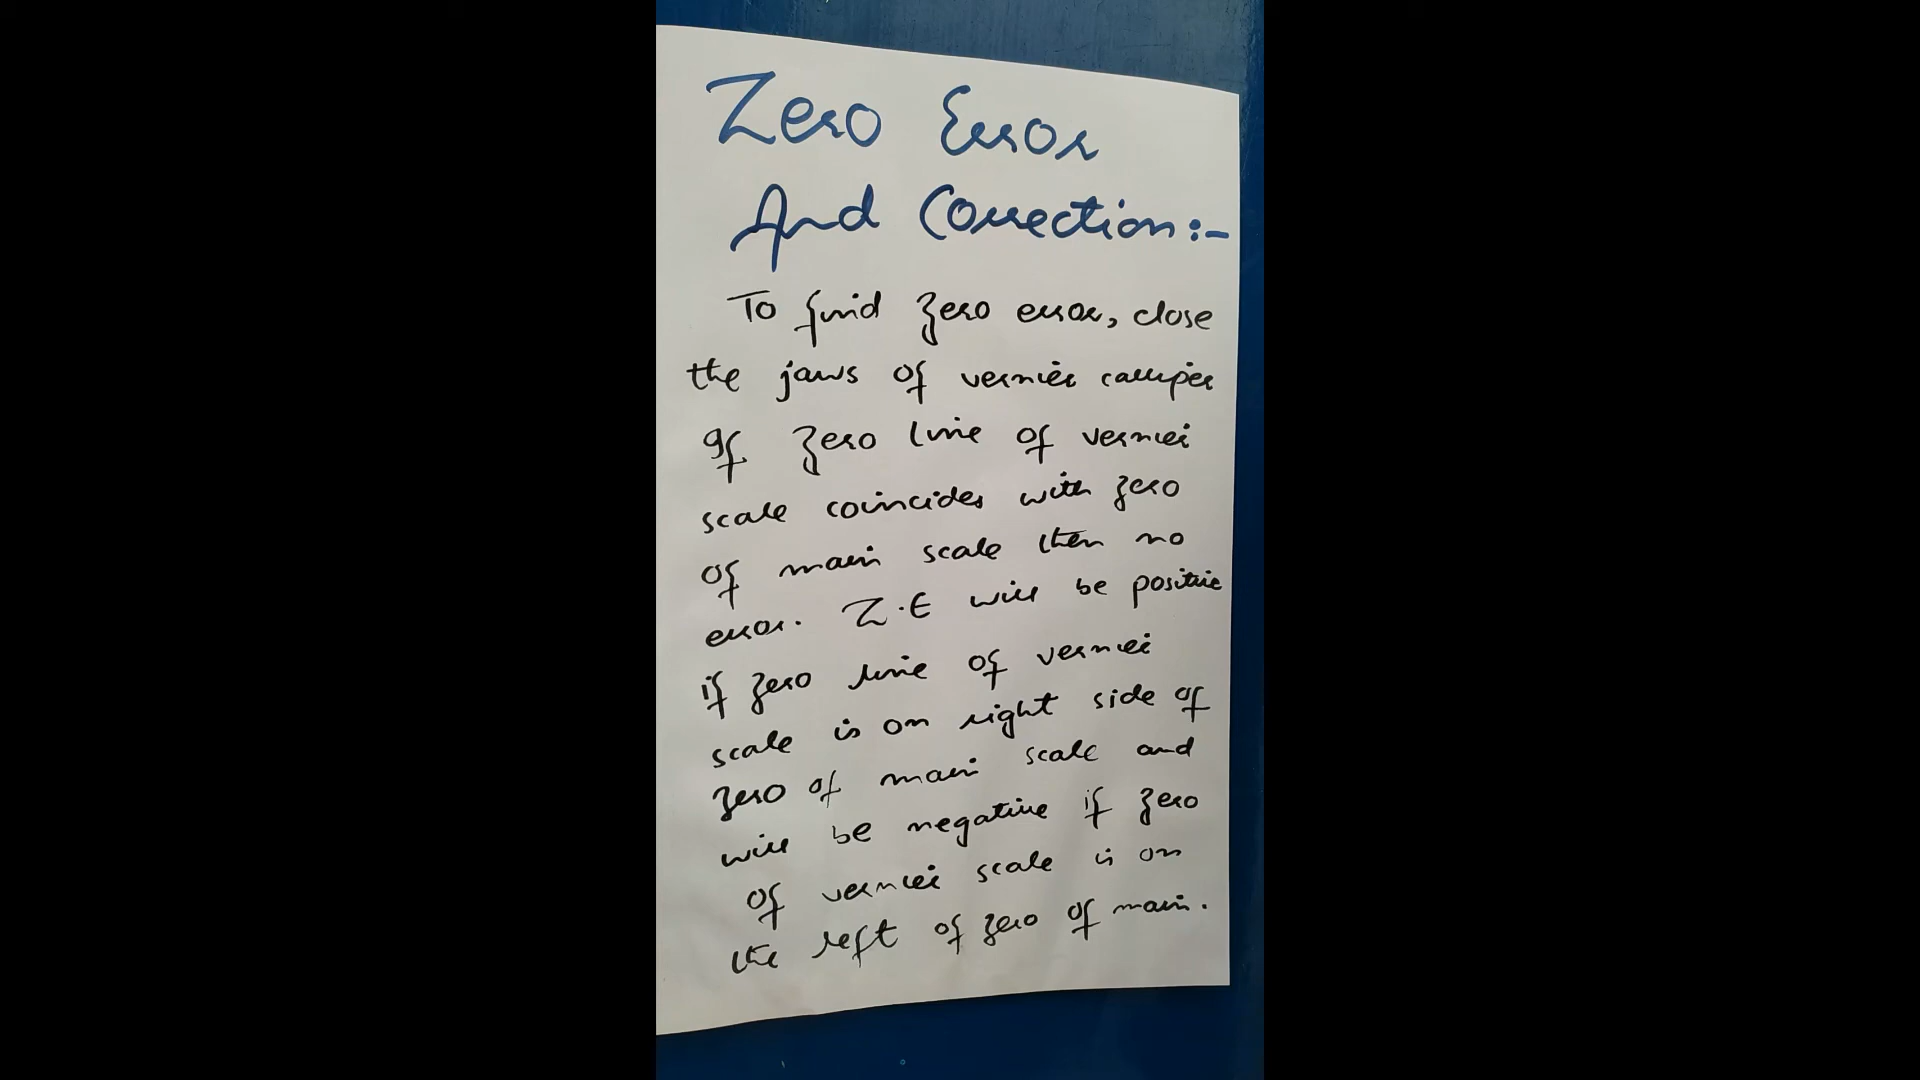 Zero Error
And Correction:-
To find zero error, close
the jaws of vernier calliper
If zero line of vernier
scale coincides with zero
of main scale then no
error. Z.E will be positive
if zero line of vernier
scale is on right side of
zero of main scale and
will be negative if zero
of vernier scale is on
the left of zero of main.